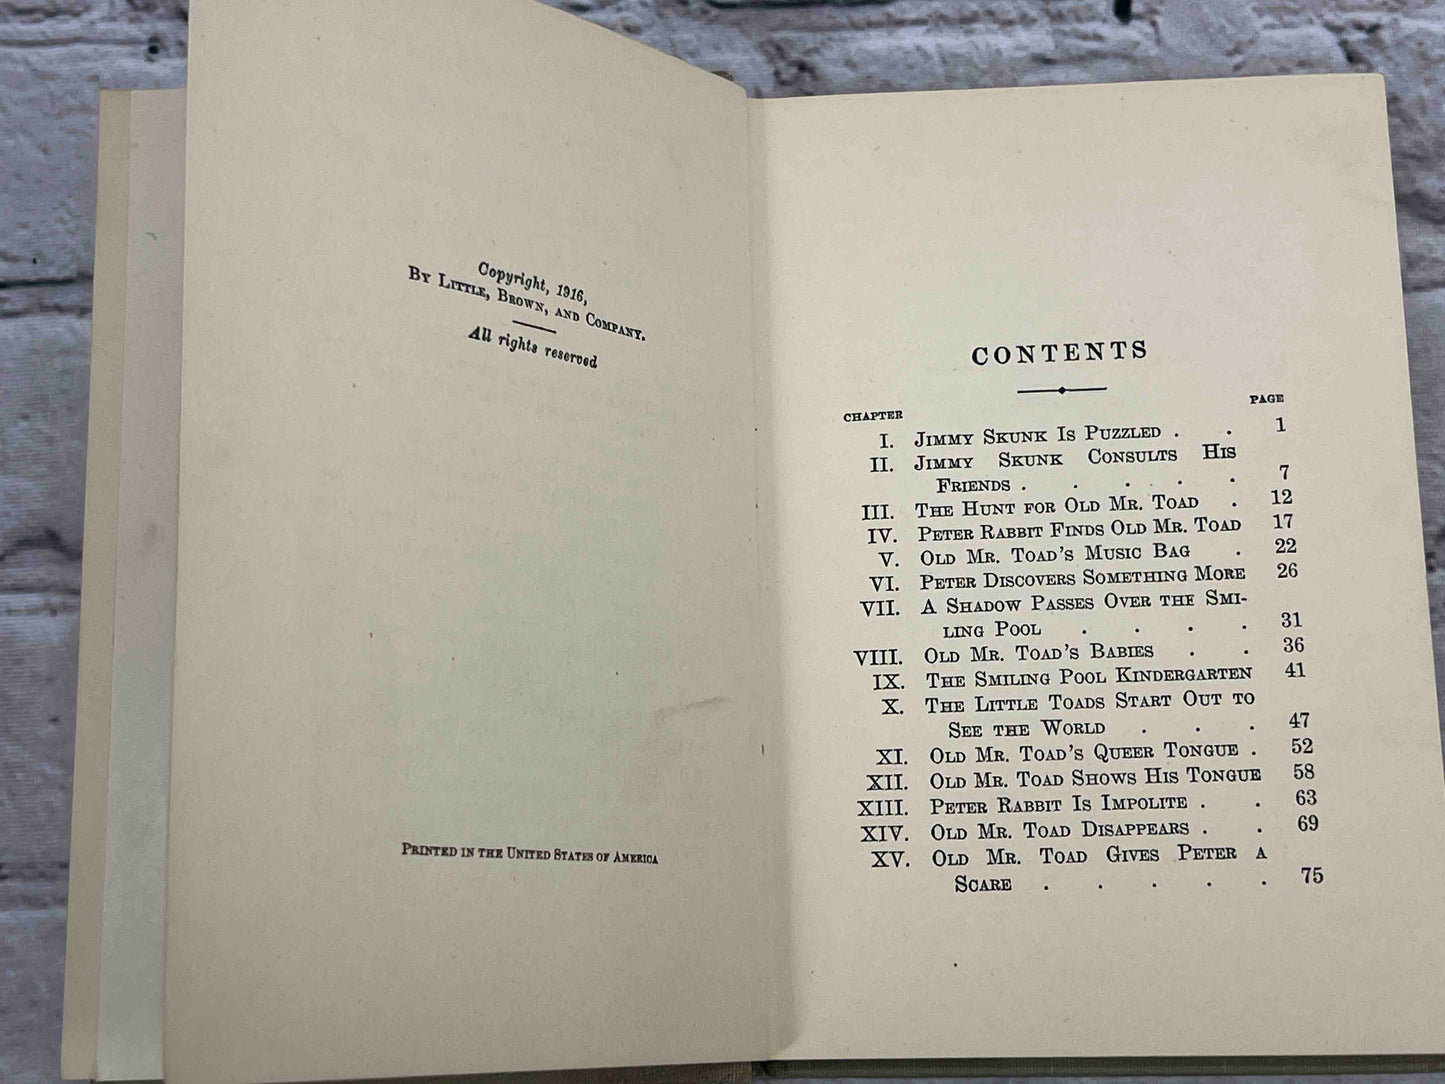 Copyright, 1916,
By Little, Brown, and Company.
All rights reserved
Printed in the United States of America
CONTENTS
CHAPTER PAGE
I. Jimmy Skunk Is Puzzled . . 1
II. Jimmy Skunk Consults His
Friends . . . . . 7
III. The Hunt for Old Mr. Toad . 12
IV. Peter Rabbit Finds Old Mr. Toad 17
V. Old Mr. Toad's Music Bag . 22
VI. Peter Discovers Something More 26
VII. A Shadow Passes Over the Smi-
ling Pool . . . . 31
VIII. Old Mr. Toad's Babies . . 36
IX. The Smiling Pool Kindergarten 41
X. The Little Toads Start Out to
See the World . . . 47
XI. Old Mr. Toad's Queer Tongue . 52
XII. Old Mr. Toad Shows His Tongue 58
XIII. Peter Rabbit Is Impolite . . 63
XIV. Old Mr. Toad Disappears . . 69
XV. Old Mr. Toad Gives Peter a
Scare . . . . . 75